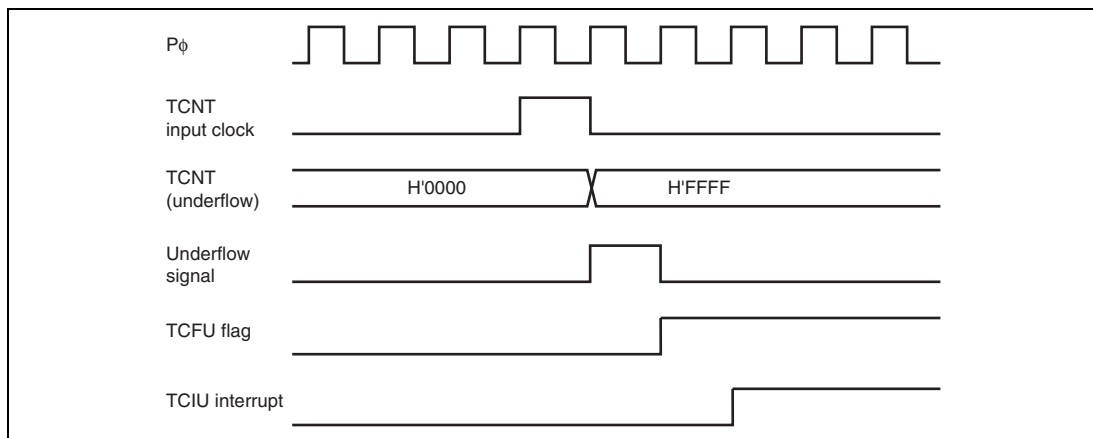 Pϕ
TCNT
input clock
TCNT
(underflow)
H'0000
H'FFFF
Underflow
signal
TCFU flag
TCIU interrupt